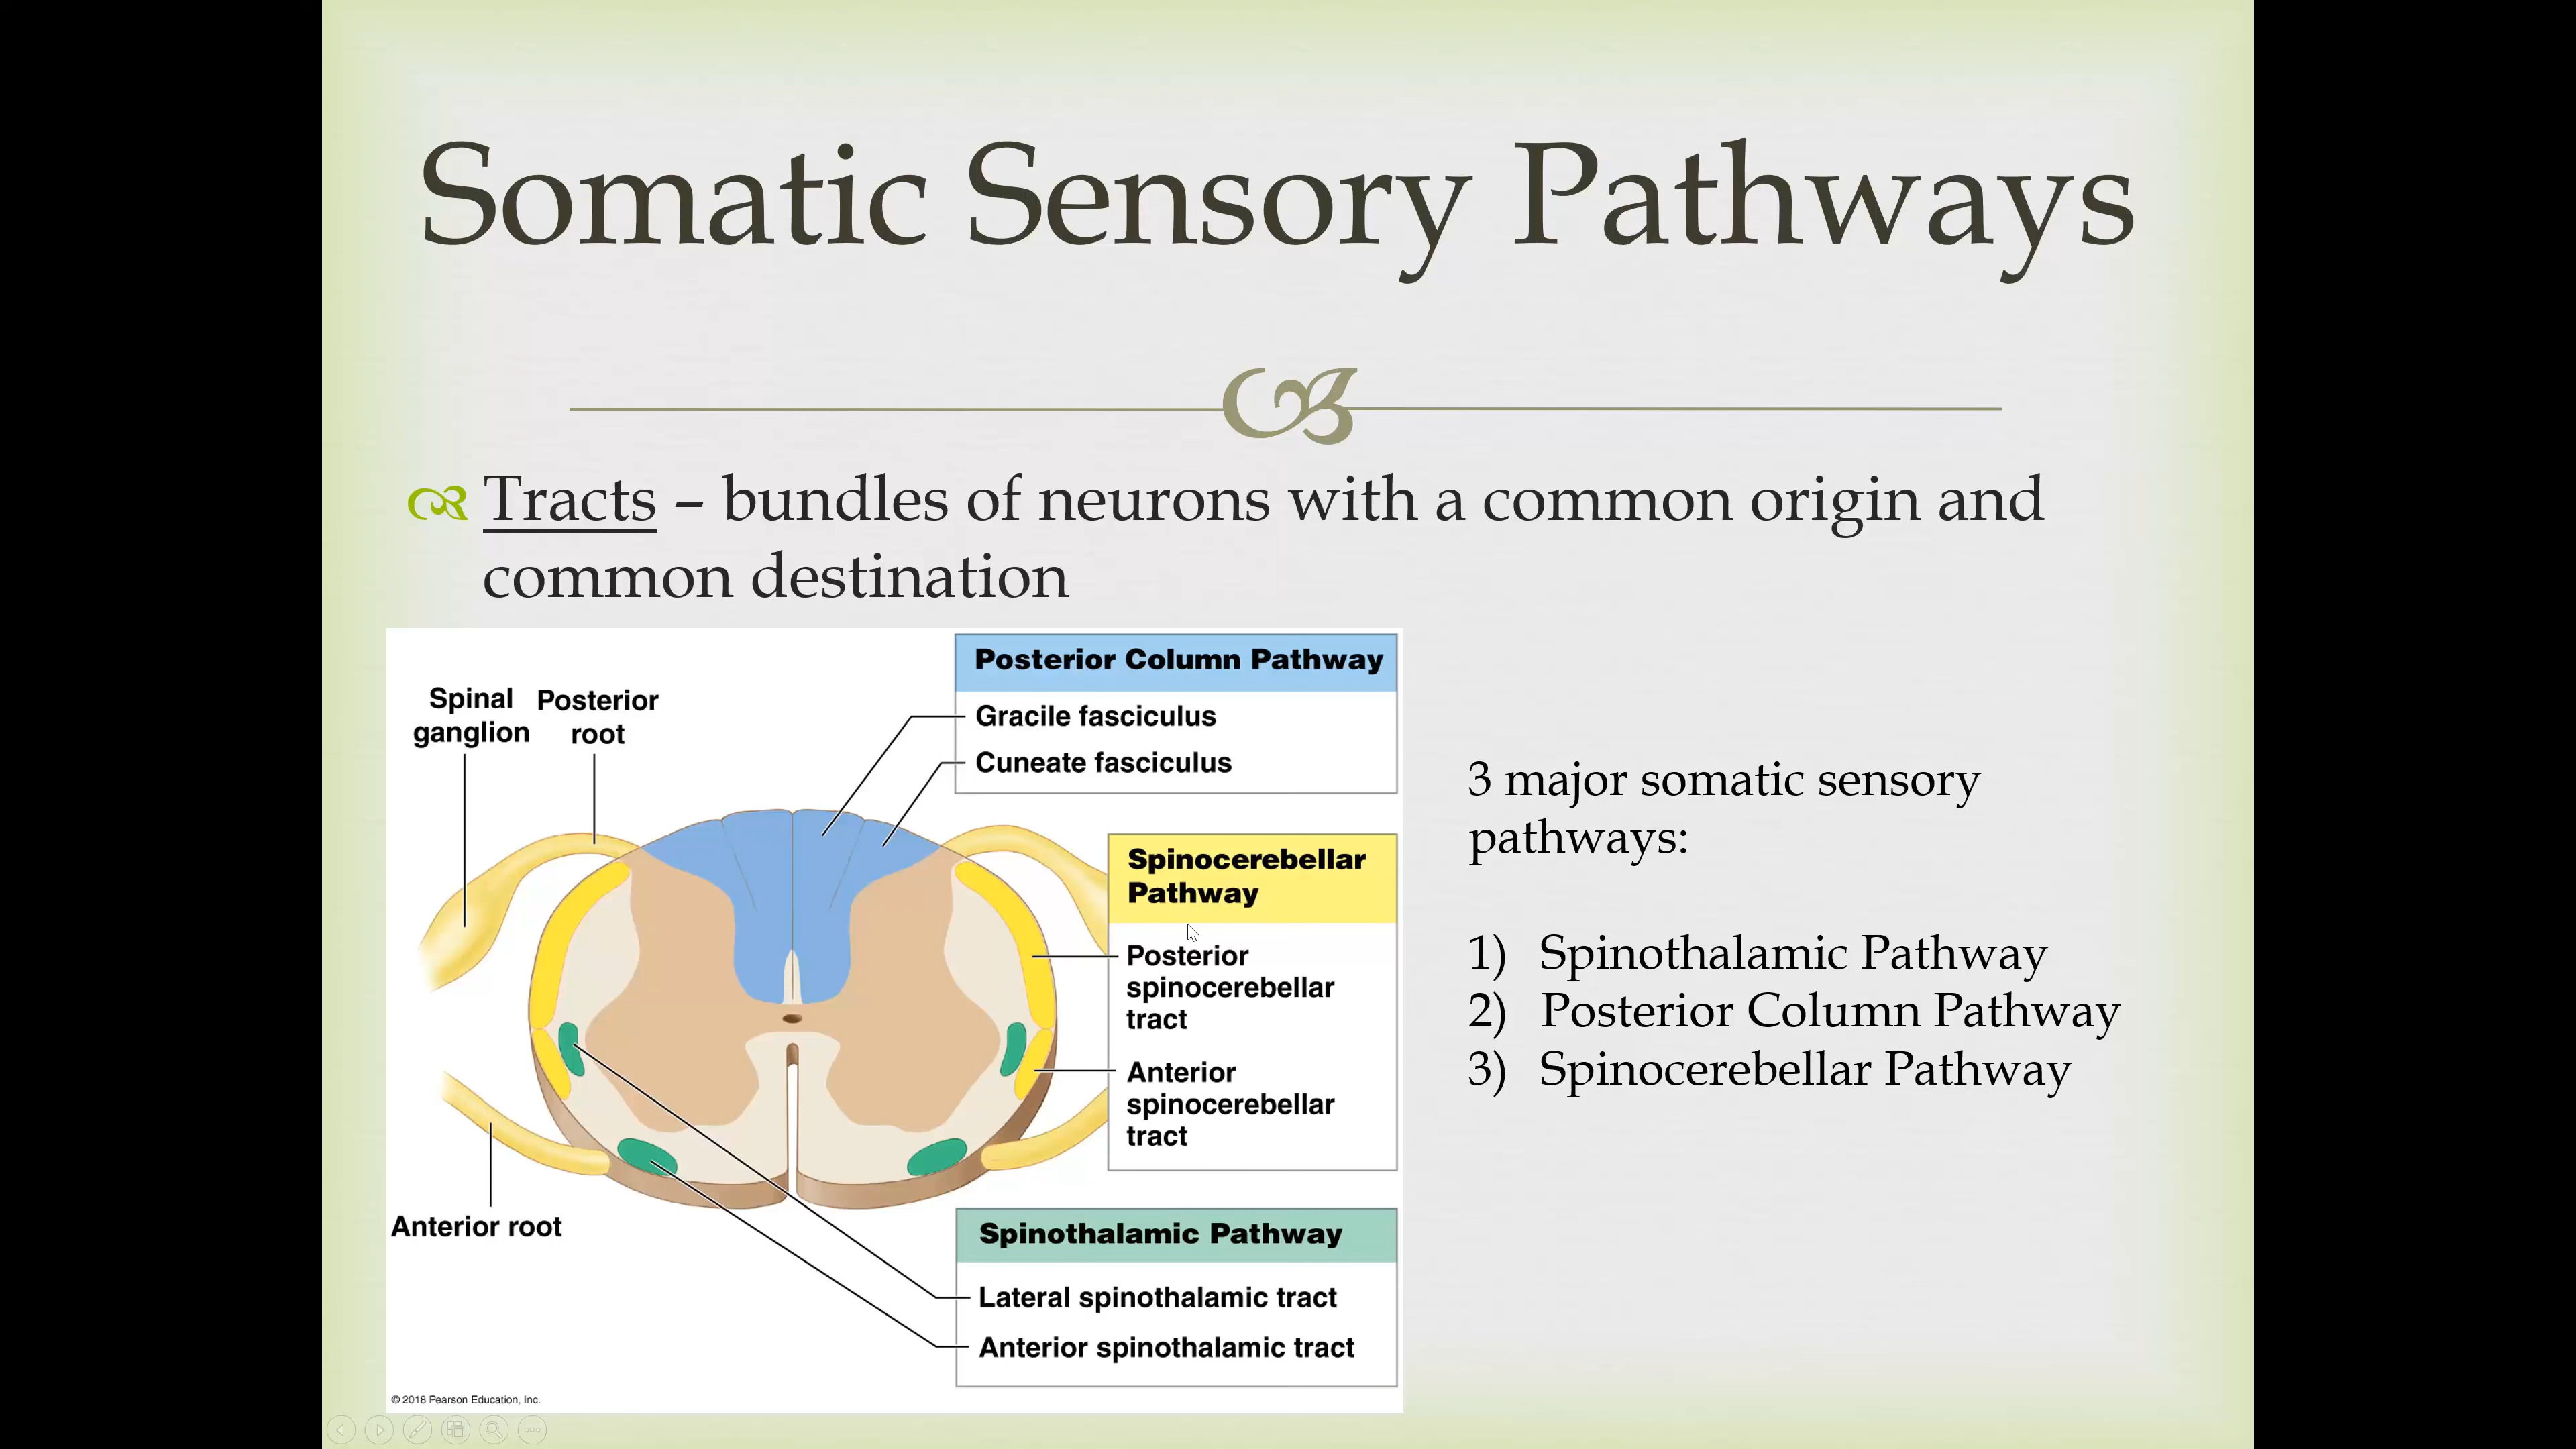 Somatic Sensory Pathways
Tracts – bundles of neurons with a common origin and
common destination
Posterior Column Pathway
Gracile fasciculus
Cuneate fasciculus
Spinal
ganglion
Posterior
root
Spinocerebellar
Pathway
Posterior
spinocerebellar
tract
Anterior
spinocerebellar
tract
Anterior root
Spinothalamic Pathway
Lateral spinothalamic tract
Anterior spinothalamic tract
© 2018 Pearson Education, Inc.
3 major somatic sensory
pathways:
1) Spinothalamic Pathway
2) Posterior Column Pathway
3) Spinocerebellar Pathway